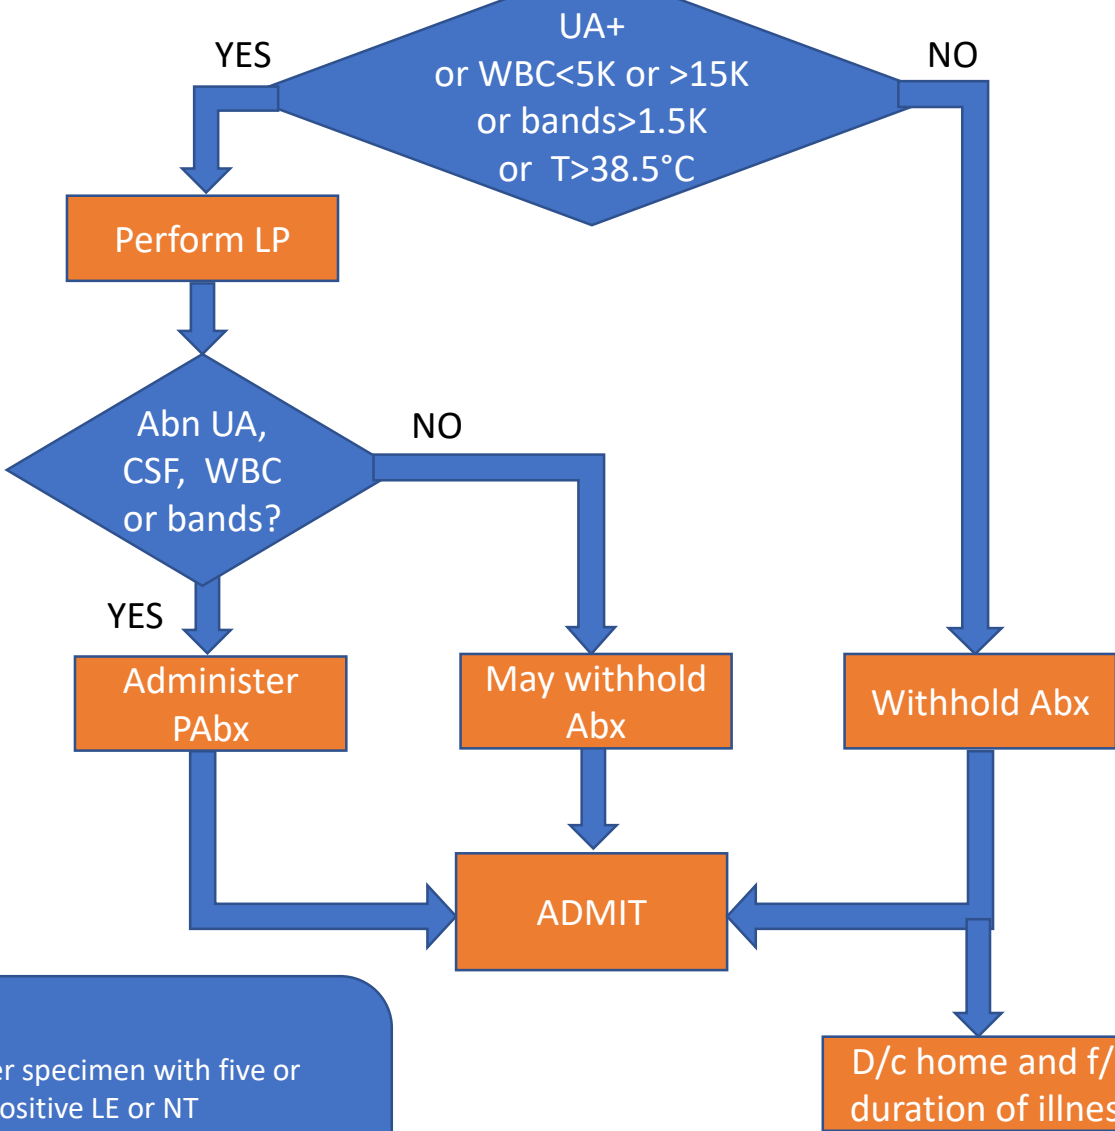 UA+
YES
NO
or WBC<5K or >15K
or bands>1.5K
or T>38.5°C
Perform LP
Abn UA,
CSF, WBC
or bands?
NO
YES
Administer
PAbx
May withhold
Abx
Withhold Abx
ADMIT
specimen with five or
LE or NT
D/c home and f/
duration of